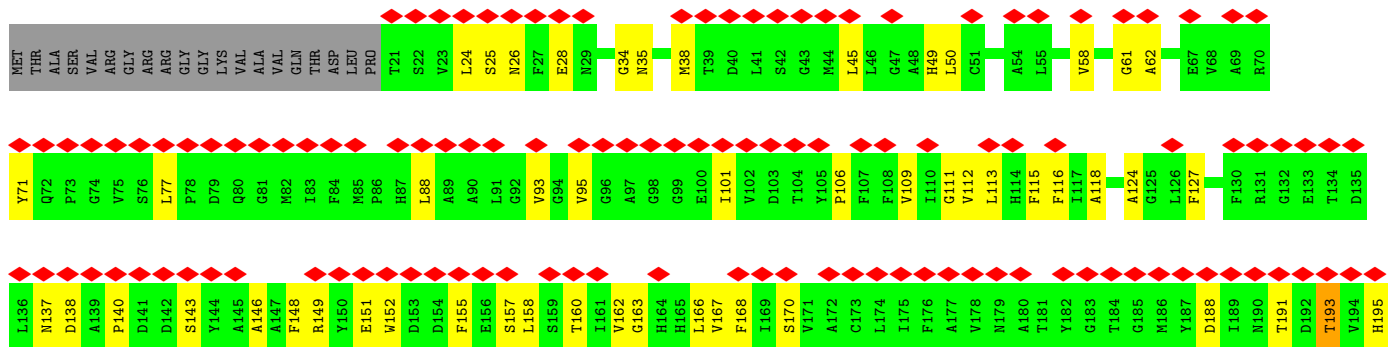 MET THR ALA SER VAL ARG GLY ARG ARG GLY GLY LYS VAL ALA VAL GLN THR ASP LEU PRO T21 S22 V23 L24 S25 N26 F27 E28 N29 G34 N35 M38 T39 D40 L41 S42 G43 M44 L45 L46 G47 A48 H49 L50 C51 A54 L55 V58 G61 A62 E67 V68 A69 R70
Y71 Q72 P73 G74 V75 S76 L77 P78 D79 Q80 G81 M82 I83 F84 M85 P86 H87 L88 A89 A90 L91 G92 V93 G94 V95 G96 A97 G98 G99 E100 I101 V102 D103 T104 Y105 P106 F107 F108 V109 I110 G111 V112 L113 H114 F115 F116 I117 A118 A124 G125 L126 F127 F130 R131 G132 E133 T134 D135
L136 N137 D138 A139 P140 D141 D142 S143 Y144 A145 A146 A147 F148 R149 Y150 E151 W152 D153 D154 F155 E156 S157 L158 S159 T160 I161 V162 G163 H164 H165 L166 V167 F168 I169 S170 V171 A172 C173 L174 I175 F176 A177 V178 N179 A180 T181 Y182 G183 T184 G185 M186 Y187 D188 I189 N190 T191 D192 T193 V194 H195